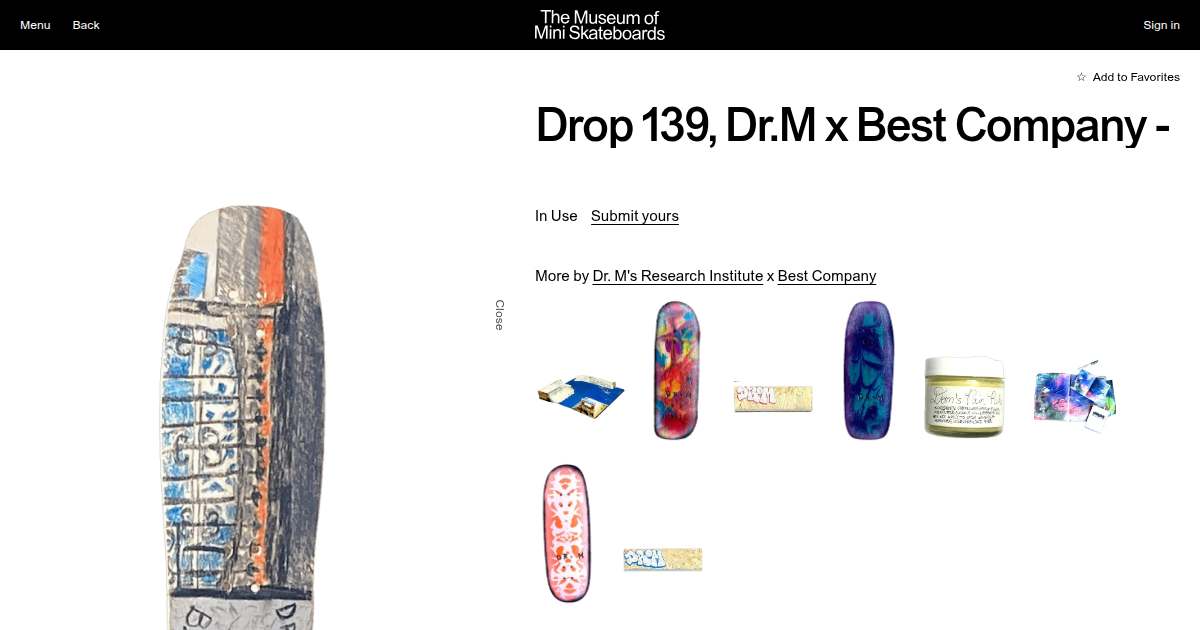 Menu
Back
The Museum of
Mini Skateboards
Sign in
☆ Add to Favorites
Drop 139, Dr.M x Best Company -
In Use Submit yours
More by Dr. M's Research Institute x Best Company
Close